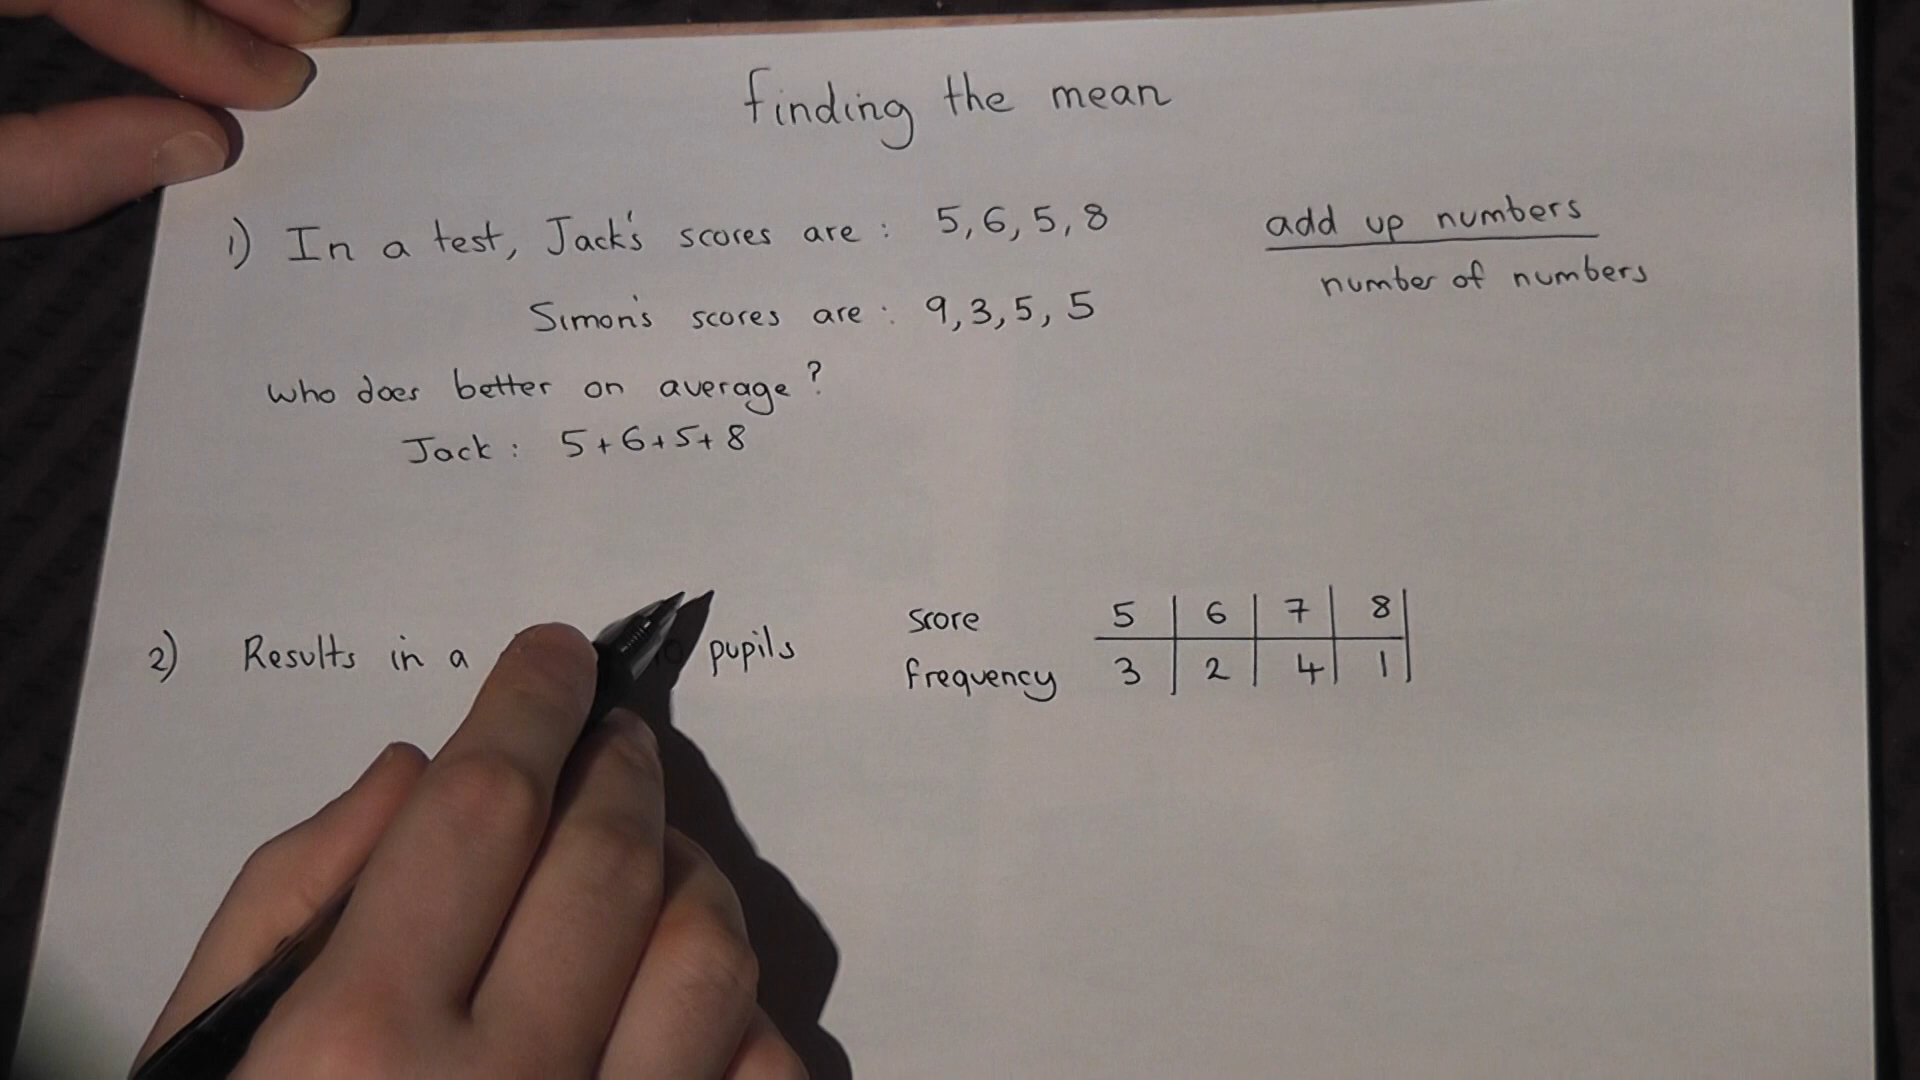 finding the mean
1) In a test, Jack's scores are : 5, 6, 5, 8
Simon's scores are : 9, 3, 5, 5
add up numbers
number of numbers
who does better on average ?
Jack : 5 + 6 + 5 + 8
2) Results in a pupils
score 5 6 7 8
frequency 3 2 4 1